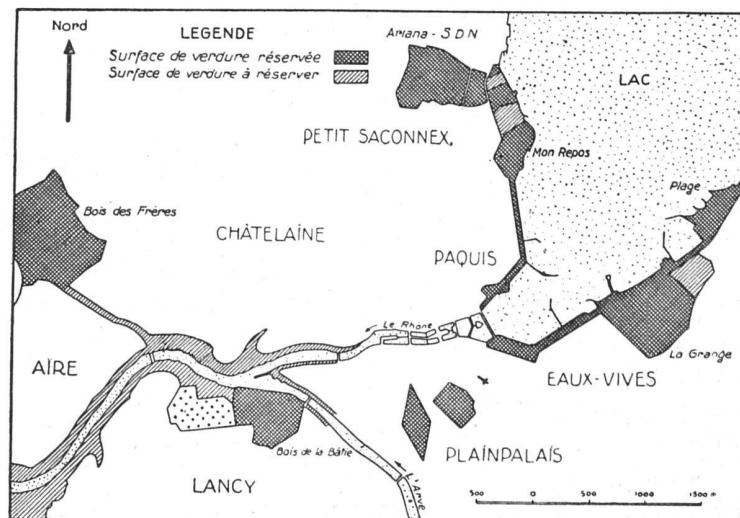 Nord
LEGENDE
Surface de verdure réservée
Surface de verdure à réserver
Ariana - S D N
LAC
PETIT SACONNEX
Mon Repos
Plage
Bois des Frères
CHÂTELAINE
PAQUIS
Le Rhône
La Grange
AÏRE
EAUX-VIVES
Bois de la Bâtie
PLAINPALAIS
LANCY
L'Arve
500 0 500 1000 1500 m